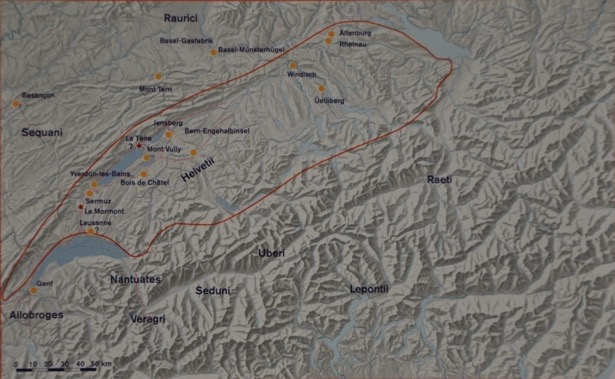 Raurici
Altenburg
Rheinau
Basel-Gasfabrik
Basel-Münsterhügel
Windisch
Mont Terri
Uetliberg
Besançon
Sequani
Jensberg
Bern-Engehalbinsel
La Tène
?
Mont Vully
Helvetii
Yverdon-les-Bains
Bois de Châtel
Raeti
Sermuz
Le Mormont
Lausanne
?
Uberi
Nantuates
Genf
Seduni
Lepontii
Allobroges
Veragri
0 10 20 30 40 50 km